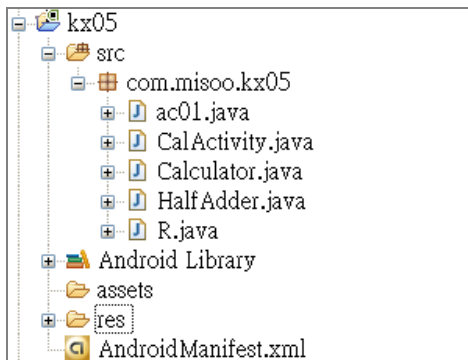 kx05
src
com.misoo.kx05
ac01.java
CalActivity.java
Calculator.java
HalfAdder.java
R.java
Android Library
assets
res
AndroidManifest.xml